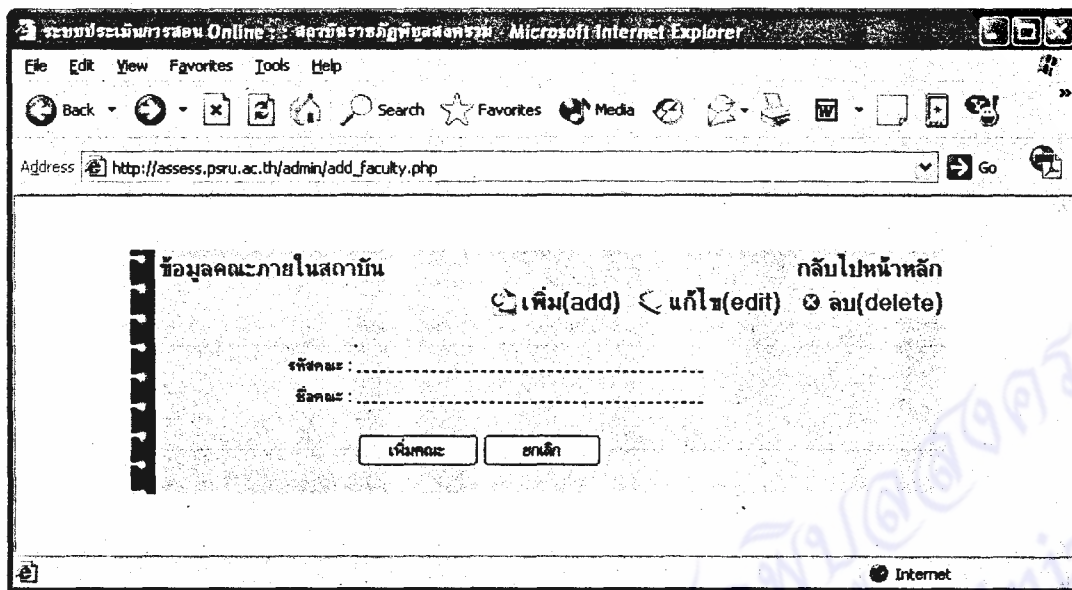 ระบบประเมินการสอน Online : : สถาบันราชภัฏพิบูลสงคราม - Microsoft Internet Explorer
File Edit View Favorites Tools Help
Back Search Favorites Media
Address http://assess.psru.ac.th/admin/add_faculty.php Go
ข้อมูลคณะภายในสถาบัน กลับไปหน้าหลัก
เพิ่ม(add) แก้ไข(edit) ลบ(delete)
รหัสคณะ :
ชื่อคณะ :
เพิ่มคณะ ยกเลิก
Internet